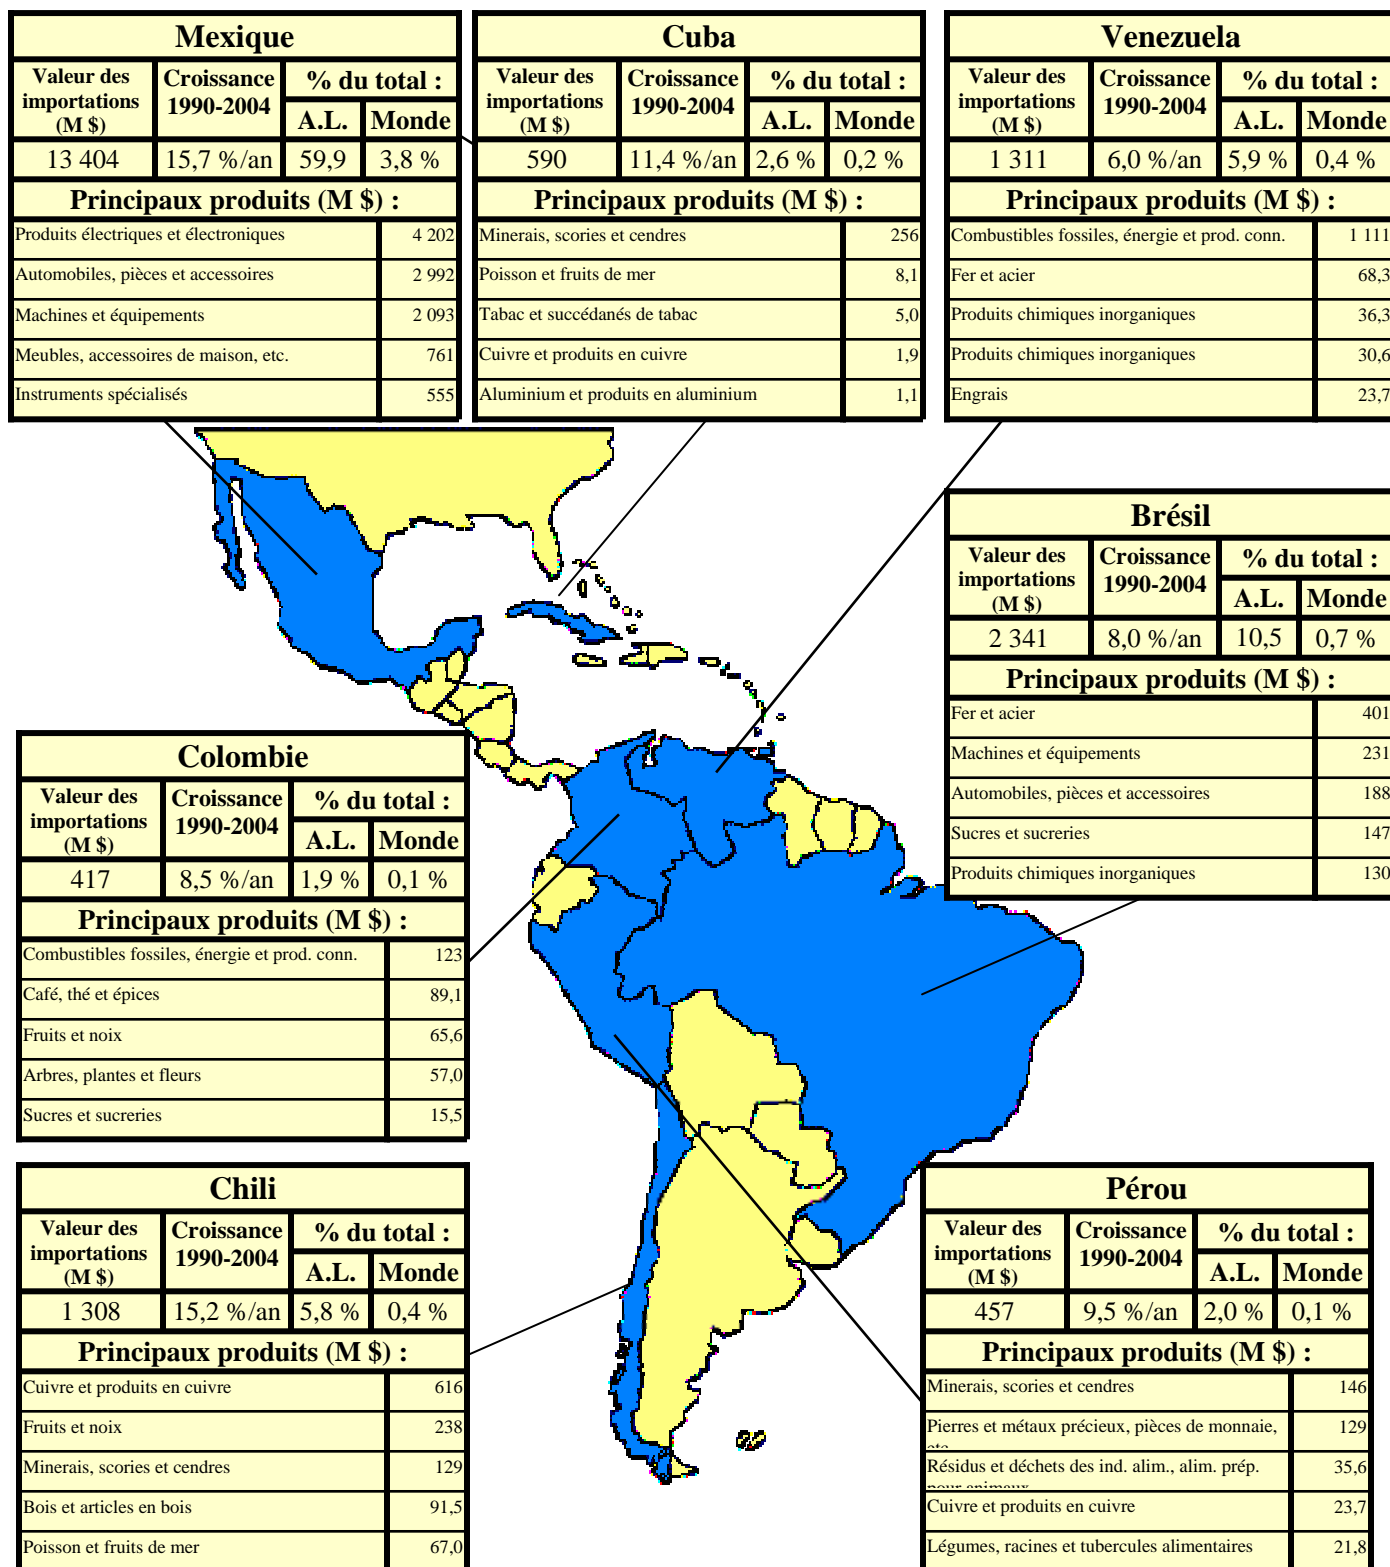 Mexique
Valeur des importations (M $) Croissance 1990-2004 % du total :
A.L. Monde
13 404 15,7 %/an 59,9 3,8 %
Principaux produits (M $) :
Produits électriques et électroniques 4 202
Automobiles, pièces et accessoires 2 992
Machines et équipements 2 093
Meubles, accessoires de maison, etc. 761
Instruments spécialisés 555
Cuba
Valeur des importations (M $) Croissance 1990-2004 % du total :
A.L. Monde
590 11,4 %/an 2,6 % 0,2 %
Principaux produits (M $) :
Minerais, scories et cendres 256
Poisson et fruits de mer 8,1
Tabac et succédanés de tabac 5,0
Cuivre et produits en cuivre 1,9
Aluminium et produits en aluminium 1,1
Venezuela
Valeur des importations (M $) Croissance 1990-2004 % du total :
A.L. Monde
1 311 6,0 %/an 5,9 % 0,4 %
Principaux produits (M $) :
Combustibles fossiles, énergie et prod. conn. 1 111
Fer et acier 68,3
Produits chimiques inorganiques 36,3
Produits chimiques inorganiques 30,6
Engrais 23,7
Brésil
Valeur des importations (M $) Croissance 1990-2004 % du total :
A.L. Monde
2 341 8,0 %/an 10,5 0,7 %
Principaux produits (M $) :
Fer et acier 401
Machines et équipements 231
Automobiles, pièces et accessoires 188
Sucres et sucreries 147
Produits chimiques inorganiques 130
Colombie
Valeur des importations (M $) Croissance 1990-2004 % du total :
A.L. Monde
417 8,5 %/an 1,9 % 0,1 %
Principaux produits (M $) :
Combustibles fossiles, énergie et prod. conn. 123
Café, thé et épices 89,1
Fruits et noix 65,6
Arbres, plantes et fleurs 57,0
Sucres et sucreries 15,5
Chili
Valeur des importations (M $) Croissance 1990-2004 % du total :
A.L. Monde
1 308 15,2 %/an 5,8 % 0,4 %
Principaux produits (M $) :
Cuivre et produits en cuivre 616
Fruits et noix 238
Minerais, scories et cendres 129
Bois et articles en bois 91,5
Poisson et fruits de mer 67,0
Pérou
Valeur des importations (M $) Croissance 1990-2004 % du total :
A.L. Monde
457 9,5 %/an 2,0 % 0,1 %
Principaux produits (M $) :
Minerais, scories et cendres 146
Pierres et métaux précieux, pièces de monnaie, 129
Résidus et déchets des ind. alim., alim. prép. 35,6
pour animaux
Cuivre et produits en cuivre 23,7
Légumes, racines et tubercules alimentaires 21,8